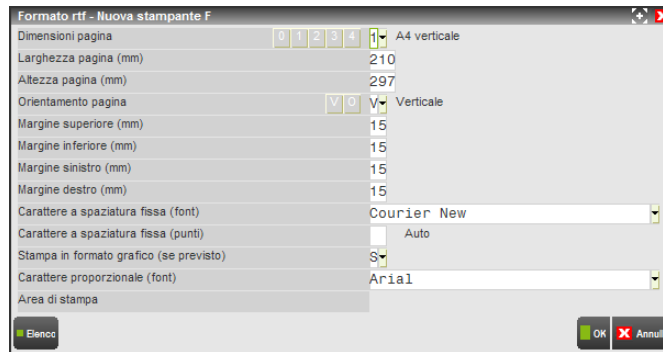 Formato rtf - Nuova stampante F
Dimensioni pagina 0 1 2 3 4 1 A4 verticale
Larghezza pagina (mm) 210
Altezza pagina (mm) 297
Orientamento pagina V O V Verticale
Margine superiore (mm) 15
Margine inferiore (mm) 15
Margine sinistro (mm) 15
Margine destro (mm) 15
Carattere a spaziatura fissa (font) Courier New
Carattere a spaziatura fissa (punti) Auto
Stampa in formato grafico (se previsto) S
Carattere proporzionale (font) Arial
Area di stampa
Elenco OK Annull